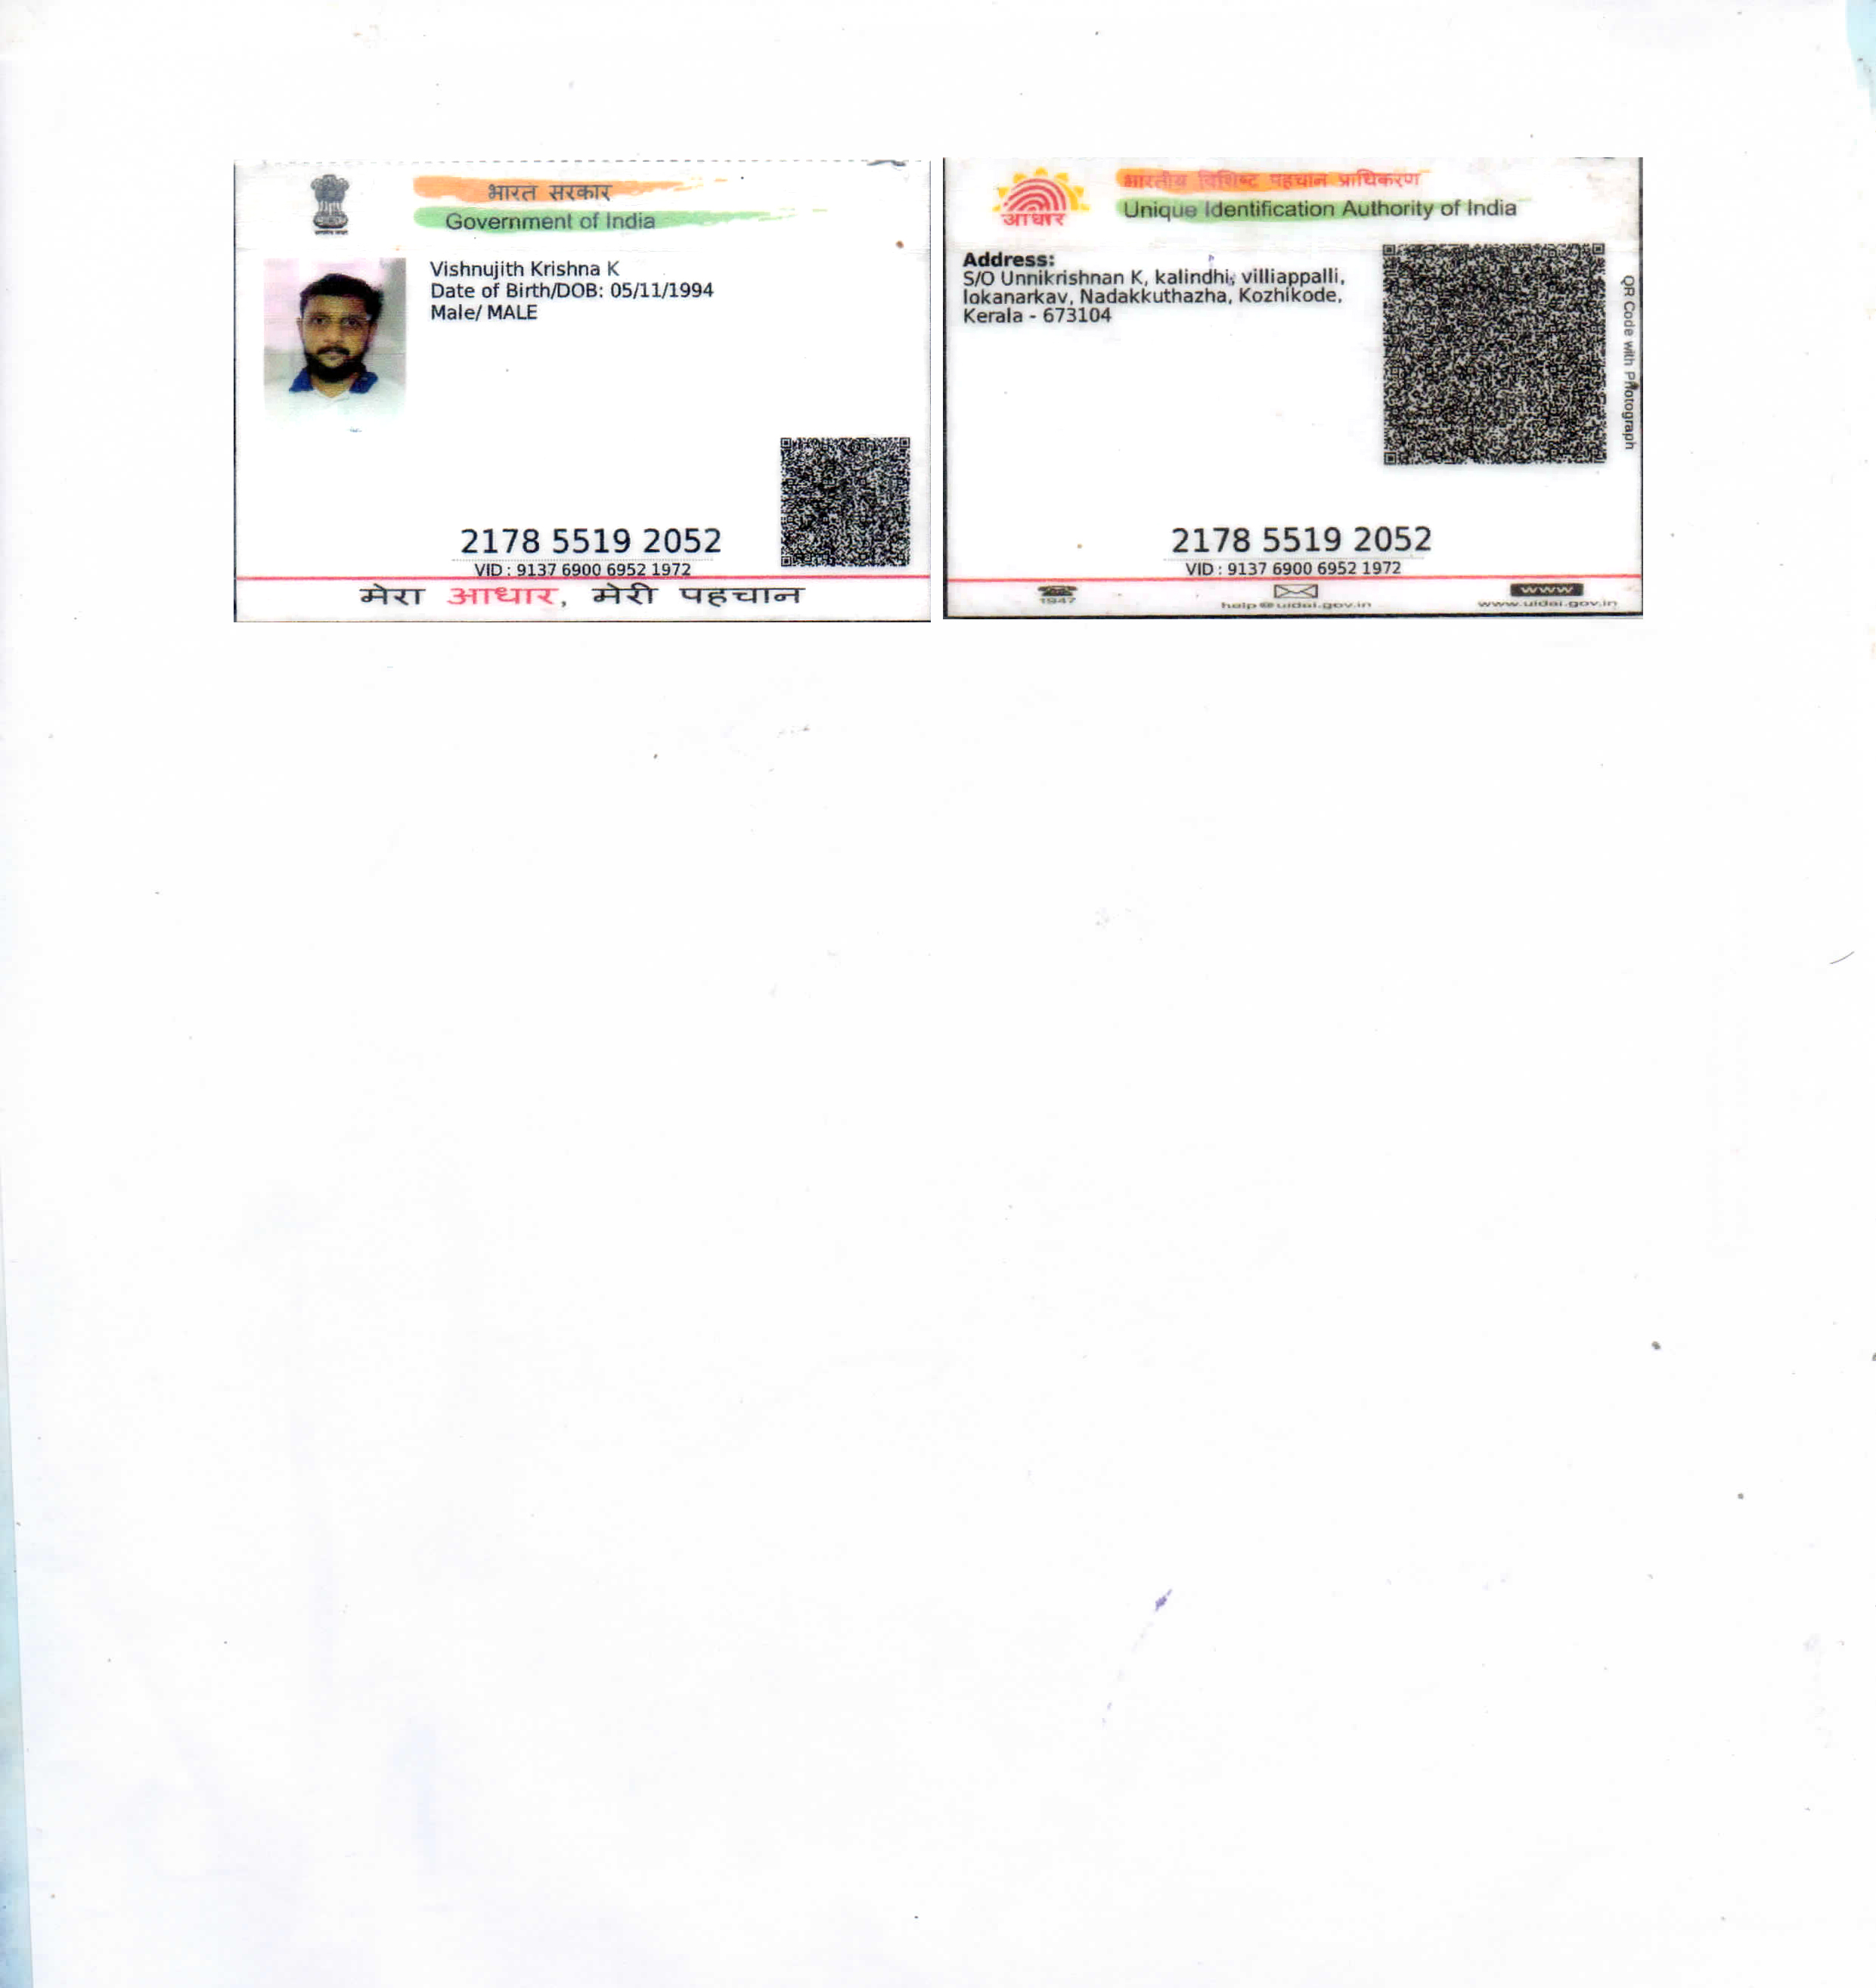 भारत सरकार
Government of India
Vishnujith Krishna K
Date of Birth/DOB: 05/11/1994
Male/ MALE
2178 5519 2052
VID : 9137 6900 6952 1972
मेरा आधार, मेरी पहचान
आधार
भारतीय विशिष्ट पहचान प्राधिकरण
Unique Identification Authority of India
Address:
S/O Unnikrishnan K, kalindhi, villiappalli,
lokanarkav, Nadakkuthazha, Kozhikode,
Kerala - 673104
QR Code with Photograph
2178 5519 2052
VID : 9137 6900 6952 1972
1947
help@uidai.gov.in
www
www.uidai.gov.in